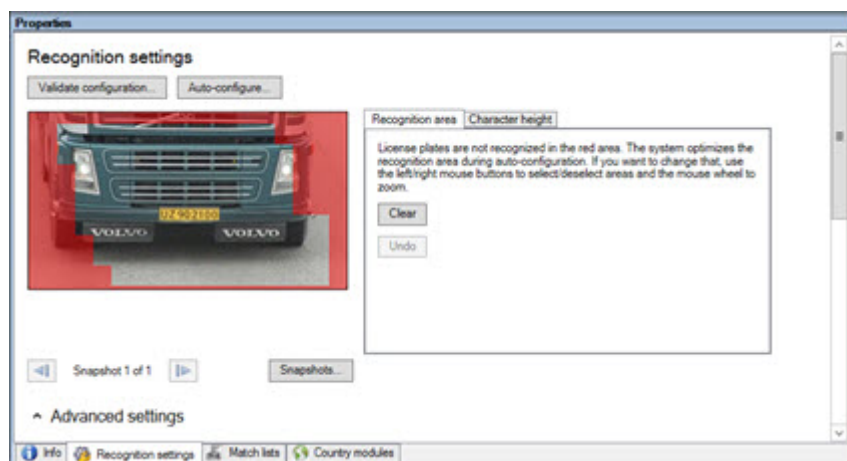 Properties
Recognition settings
Validate configuration... Auto-configure...
Recognition area Character height
License plates are not recognized in the red area. The system optimizes the
recognition area during auto-configuration. If you want to change that, use
the left/right mouse buttons to select/deselect areas and the mouse wheel to
zoom.
Clear
Undo
UZ902100
VOLVO VOLVO
Snapshot 1 of 1 Snapshots...
Advanced settings
Info Recognition settings Match lists Country modules